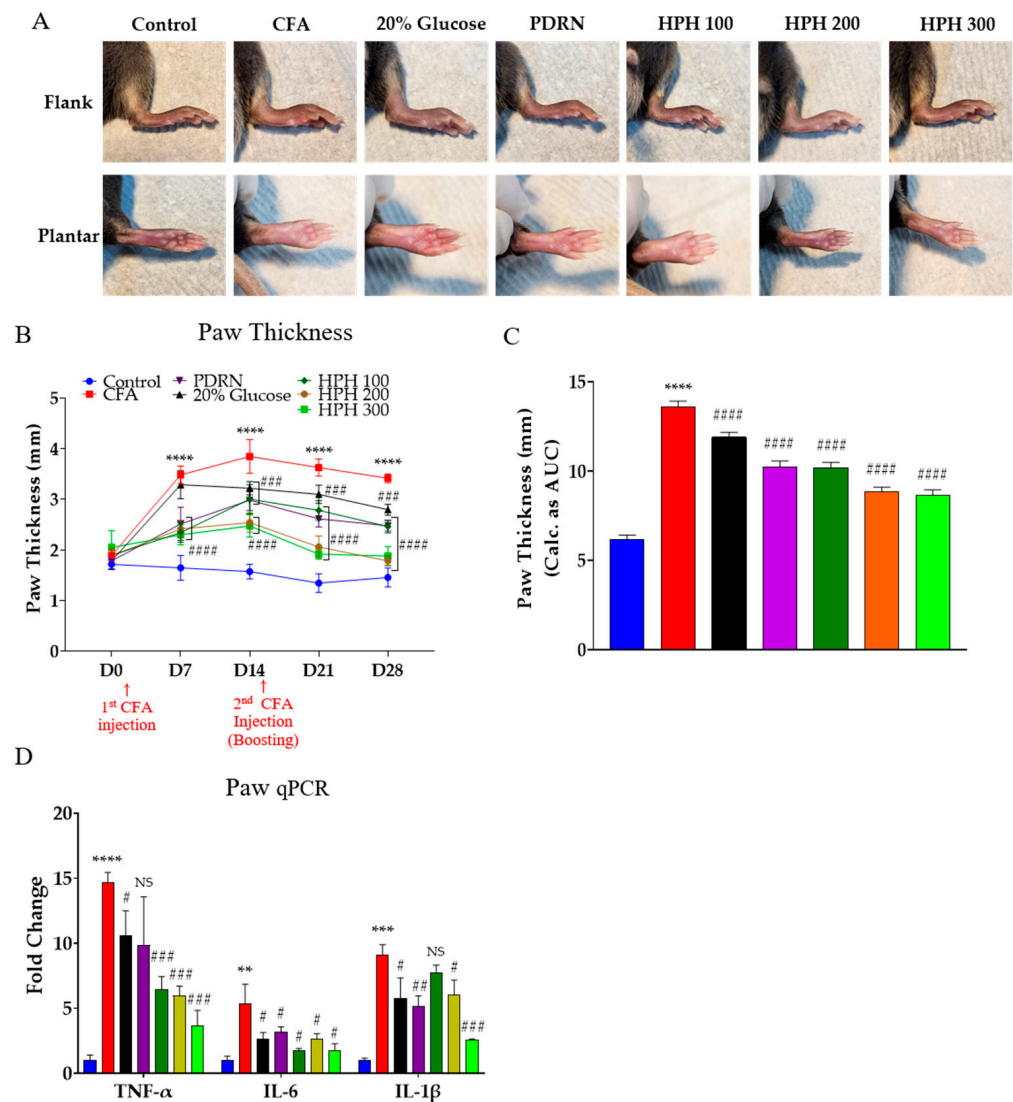 A
Control CFA 20% Glucose PDRN HPH 100 HPH 200 HPH 300
Flank
Plantar
B
Paw Thickness
Control PDRN HPH 100
CFA 20% Glucose HPH 200
HPH 300
Paw Thickness (mm)
5
4
3
2
1
0
**** **** **** ****
### ### ###
#### #### #### ####
D0 D7 D14 D21 D28
↑ ↑
1st CFA
injection
2nd CFA
Injection
(Boosting)
C
Paw Thickness (mm)
(Calc. as AUC)
15
10
5
0
**** #### #### #### #### ####
D
Paw qPCR
Fold Change
20
15
10
5
0
**** # NS ### ### ###
** # # # # #
*** # ## NS # ###
TNF-α IL-6 IL-1β